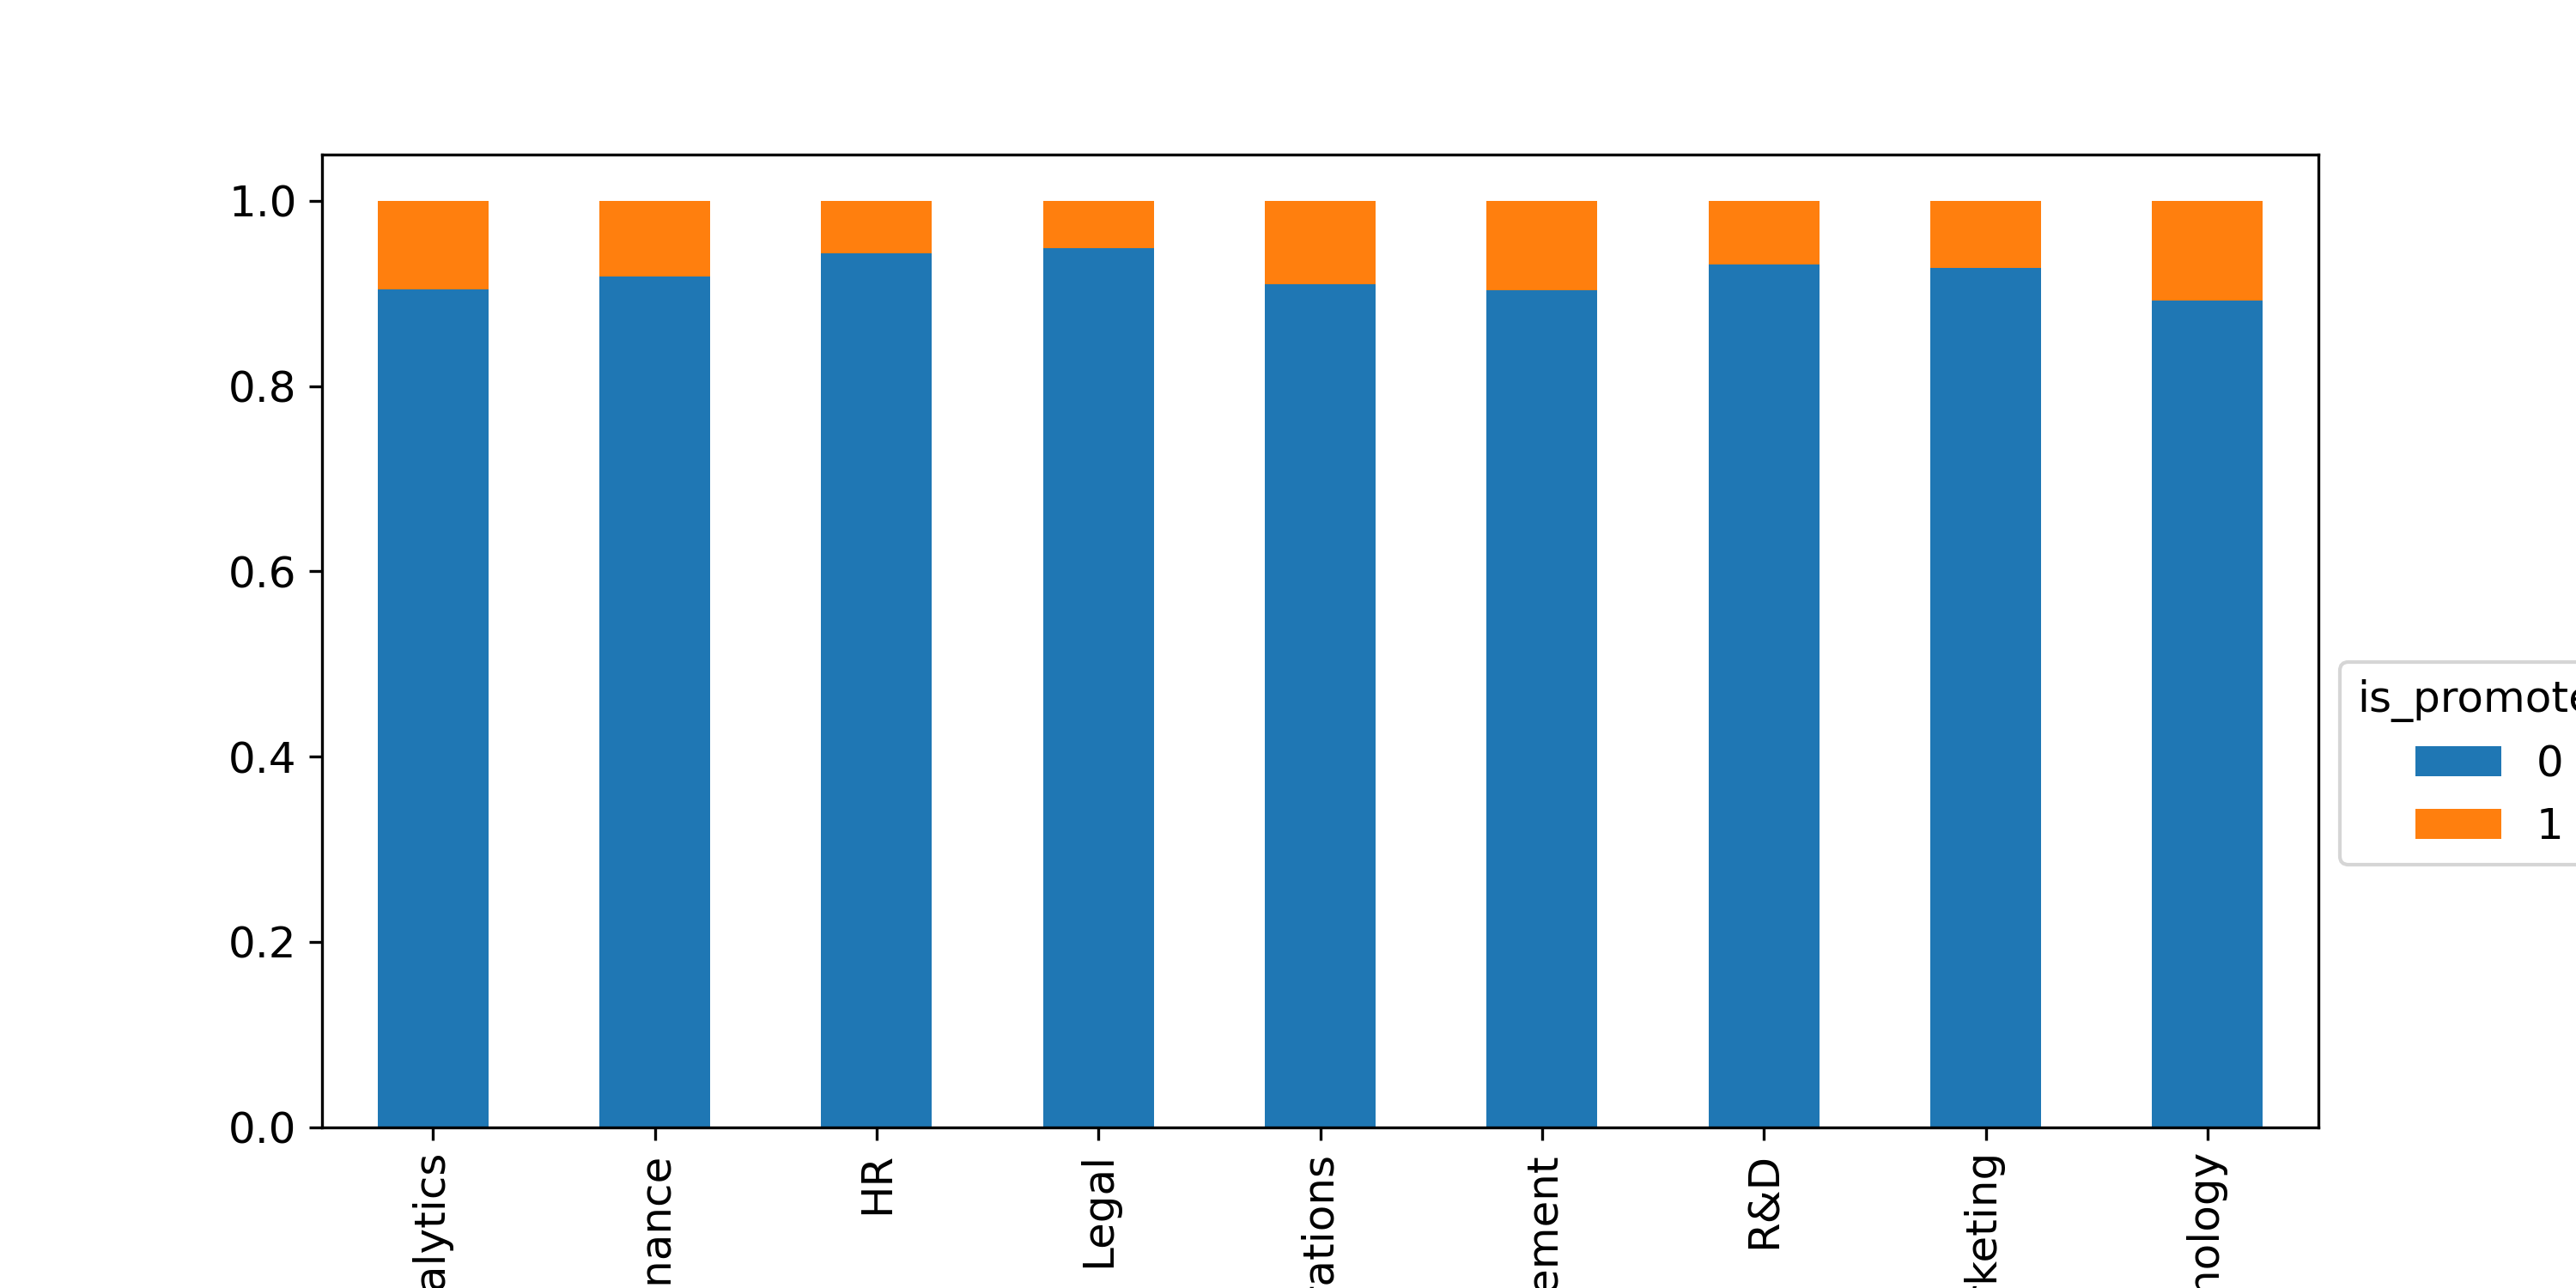 1.0
0.8
0.6
0.4
0.2
0.0
is_promote
0
1
alytics
nance
HR
Legal
rations
ement
R&D
keting
nology